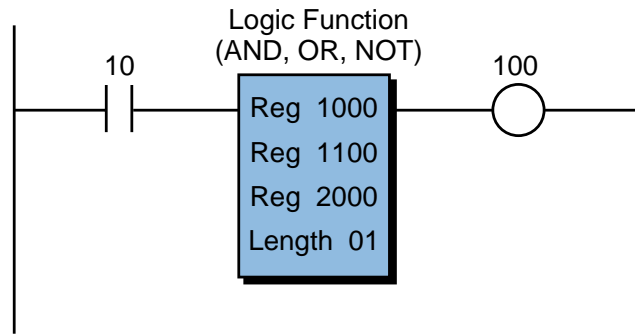 Logic Function
(AND, OR, NOT)
10
100
Reg 1000
Reg 1100
Reg 2000
Length 01